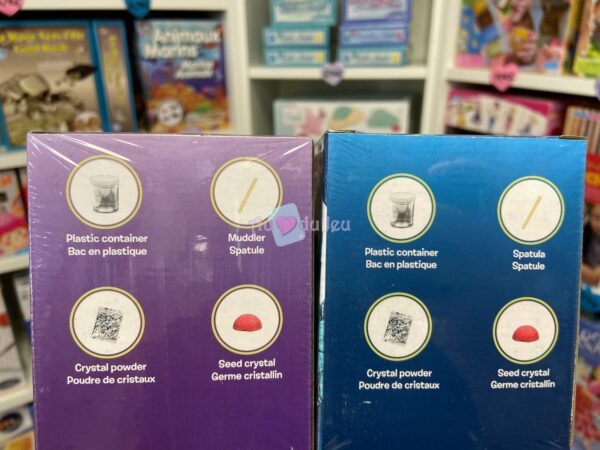 Animaux
Marins
Plastic container
Bac en plastique
Muddler
Spatule
Crystal powder
Poudre de cristaux
Seed crystal
Germe cristallin
Plastic container
Bac en plastique
Spatula
Spatule
Crystal powder
Poudre de cristaux
Seed crystal
Germe cristallin